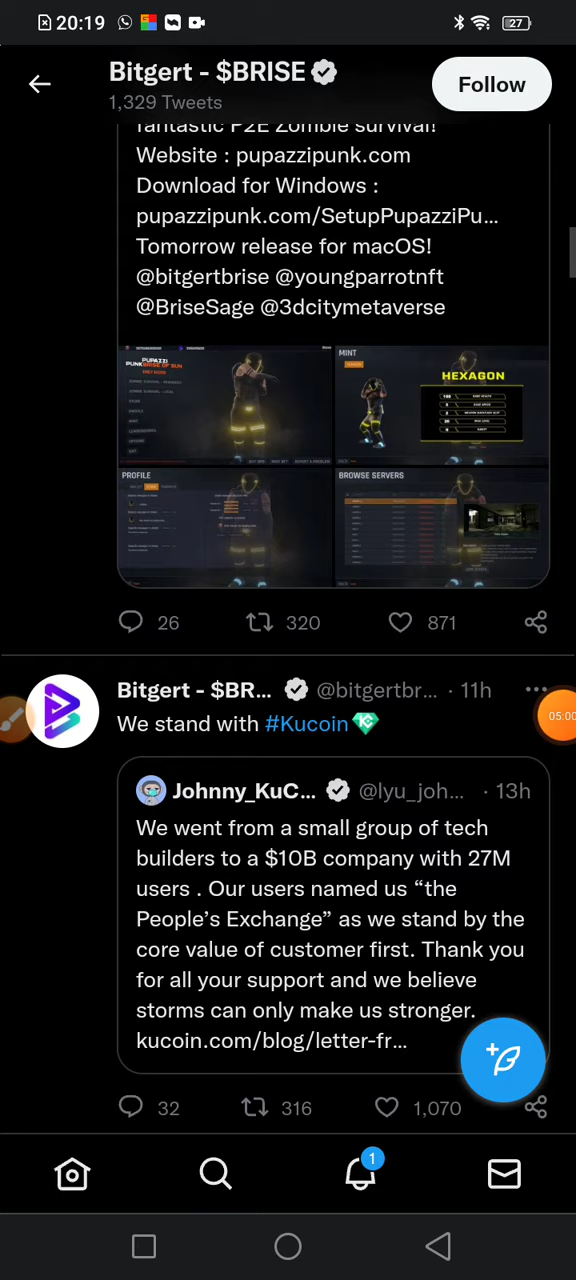 20:19
27
Bitgert - $BRISE
1,329 Tweets
Follow
fantastic P2E Zombie survival!
Website : pupazzipunk.com
Download for Windows :
pupazzipunk.com/SetupPupazziPu...
Tomorrow release for macOS!
@bitgertbrise @youngparrotnft
@BriseSage @3dcitymetaverse
PUPAZZI
MINT
HEXAGON
PROFILE
BROWSE SERVERS
26 320 871
Bitgert - $BR... @bitgertbr... · 11h
We stand with #Kucoin
05:00
Johnny_KuC... @lyu_joh... · 13h
We went from a small group of tech
builders to a $10B company with 27M
users . Our users named us “the
People’s Exchange” as we stand by the
core value of customer first. Thank you
for all your support and we believe
storms can only make us stronger.
kucoin.com/blog/letter-fr...
32 316 1,070
1